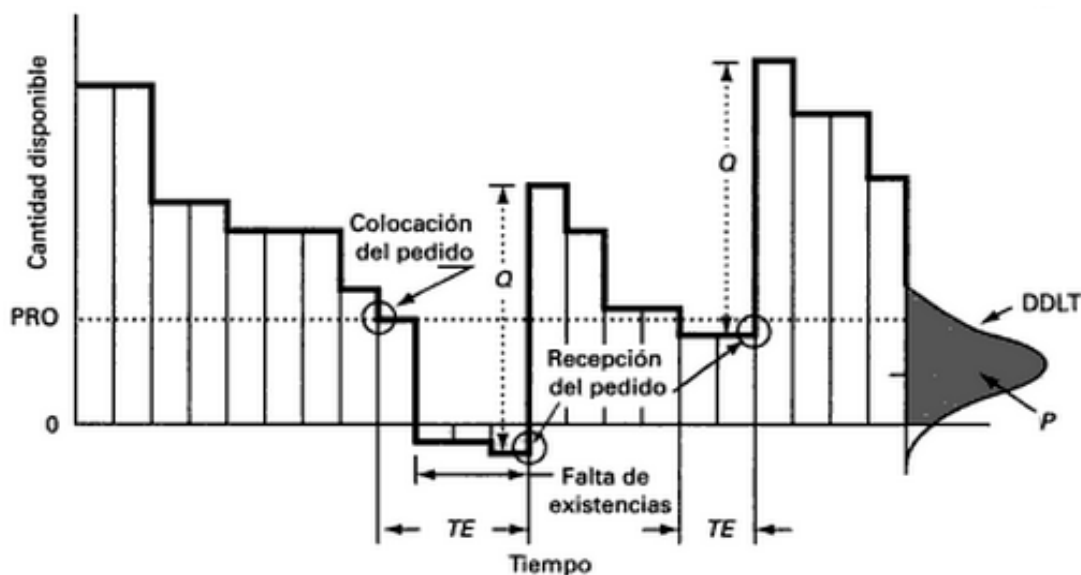 Cantidad disponible
Colocación
del pedido
Q
Q
PRO
DDLT
Recepción
del pedido
0
P
Falta de
existencias
TE
TE
Tiempo